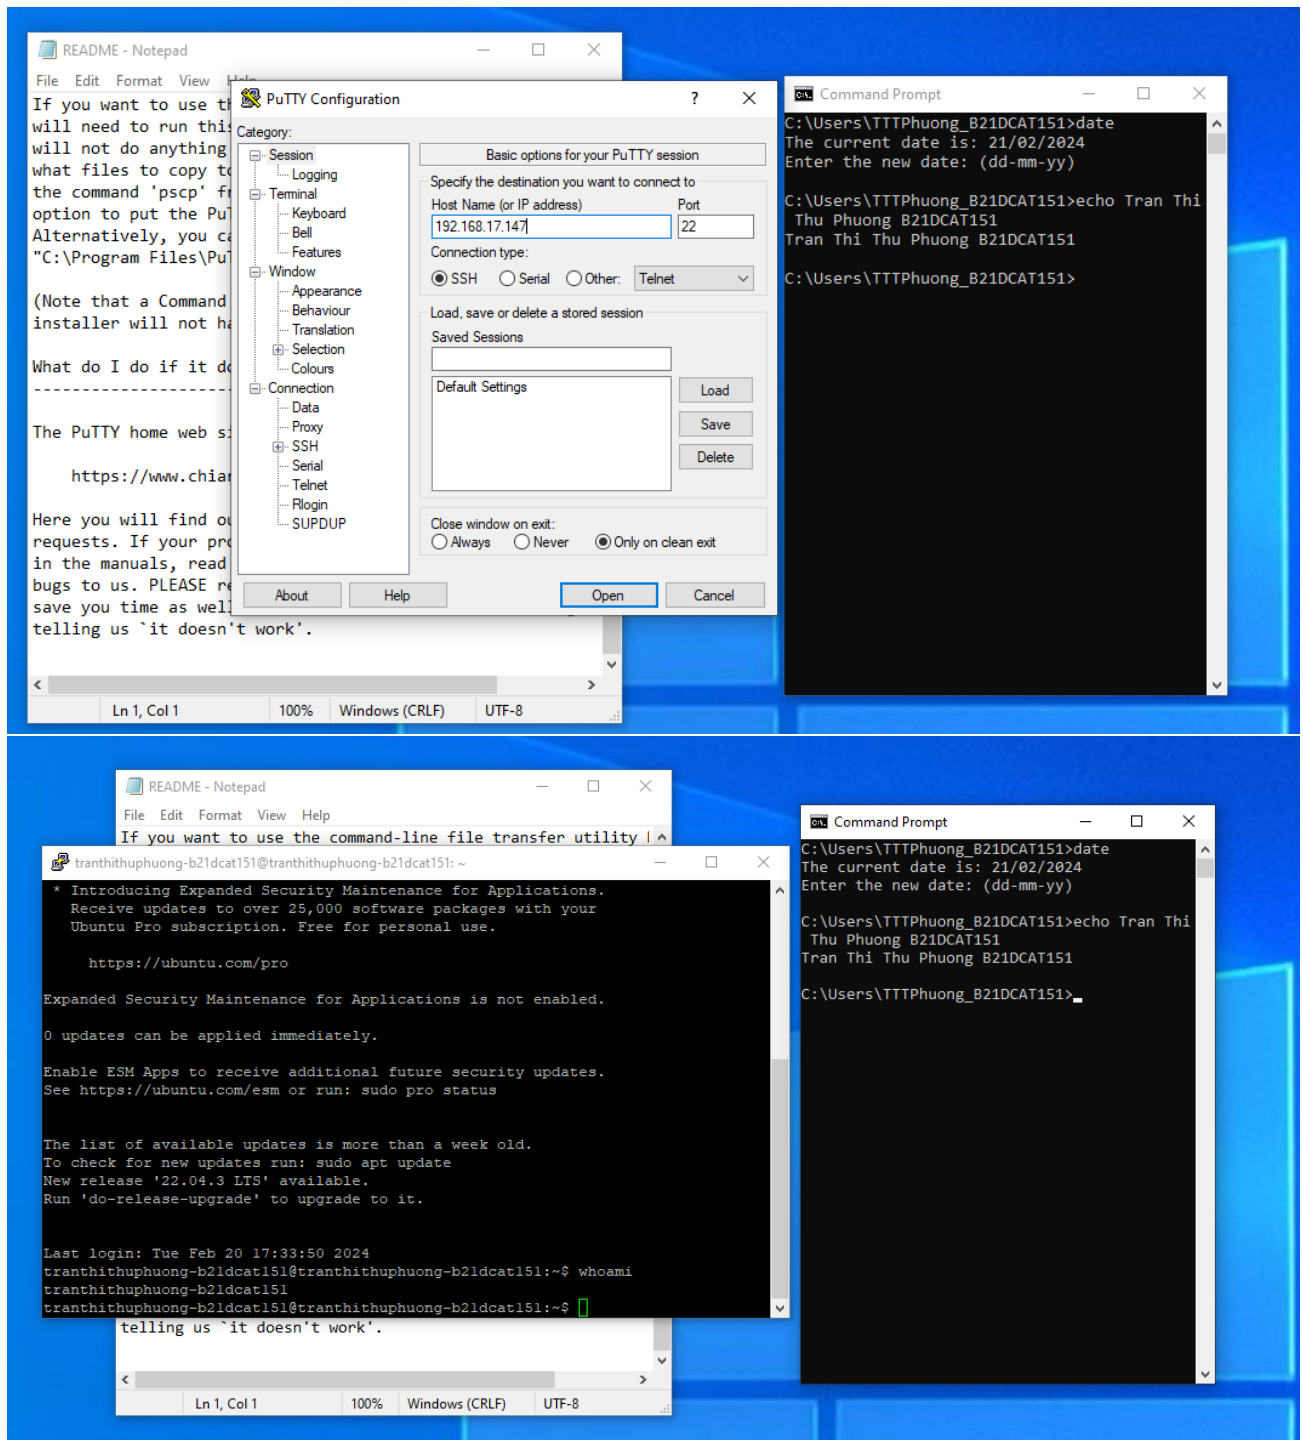 README - Notepad
File Edit Format View Help
If you want to use th
will need to run this
will not do anything
what files to copy to
the command 'pscp' fr
option to put the PuT
Alternatively, you ca
"C:\Program Files\PuT
(Note that a Command
installer will not ha
What do I do if it do
---------------------
The PuTTY home web si
https://www.chiar
Here you will find ou
requests. If your pro
in the manuals, read
bugs to us. PLEASE re
save you time as well
telling us `it doesn't work'.
Ln 1, Col 1 100% Windows (CRLF) UTF-8
PuTTY Configuration ?
Category:
Session
Logging
Terminal
Keyboard
Bell
Features
Window
Appearance
Behaviour
Translation
Selection
Colours
Connection
Data
Proxy
SSH
Serial
Telnet
Rlogin
SUPDUP
Basic options for your PuTTY session
Specify the destination you want to connect to
Host Name (or IP address) Port
192.168.17.147 22
Connection type:
SSH Serial Other: Telnet
Load, save or delete a stored session
Saved Sessions
Default Settings
Load
Save
Delete
Close window on exit:
Always Never Only on clean exit
About Help Open Cancel
Command Prompt
C:\Users\TTTPhuong_B21DCAT151>date
The current date is: 21/02/2024
Enter the new date: (dd-mm-yy)
C:\Users\TTTPhuong_B21DCAT151>echo Tran Thi
Thu Phuong B21DCAT151
Tran Thi Thu Phuong B21DCAT151
C:\Users\TTTPhuong_B21DCAT151>
README - Notepad
File Edit Format View Help
If you want to use the command-line file transfer utility
tranthithuphuong-b21dcat151@tranthithuphuong-b21dcat151: ~
* Introducing Expanded Security Maintenance for Applications.
Receive updates to over 25,000 software packages with your
Ubuntu Pro subscription. Free for personal use.
https://ubuntu.com/pro
Expanded Security Maintenance for Applications is not enabled.
0 updates can be applied immediately.
Enable ESM Apps to receive additional future security updates.
See https://ubuntu.com/esm or run: sudo pro status
The list of available updates is more than a week old.
To check for new updates run: sudo apt update
New release '22.04.3 LTS' available.
Run 'do-release-upgrade' to upgrade to it.
Last login: Tue Feb 20 17:33:50 2024
tranthithuphuong-b21dcat151@tranthithuphuong-b21dcat151:~$ whoami
tranthithuphuong-b21dcat151
tranthithuphuong-b21dcat151@tranthithuphuong-b21dcat151:~$
telling us `it doesn't work'.
Ln 1, Col 1 100% Windows (CRLF) UTF-8
Command Prompt
C:\Users\TTTPhuong_B21DCAT151>date
The current date is: 21/02/2024
Enter the new date: (dd-mm-yy)
C:\Users\TTTPhuong_B21DCAT151>echo Tran Thi
Thu Phuong B21DCAT151
Tran Thi Thu Phuong B21DCAT151
C:\Users\TTTPhuong_B21DCAT151>